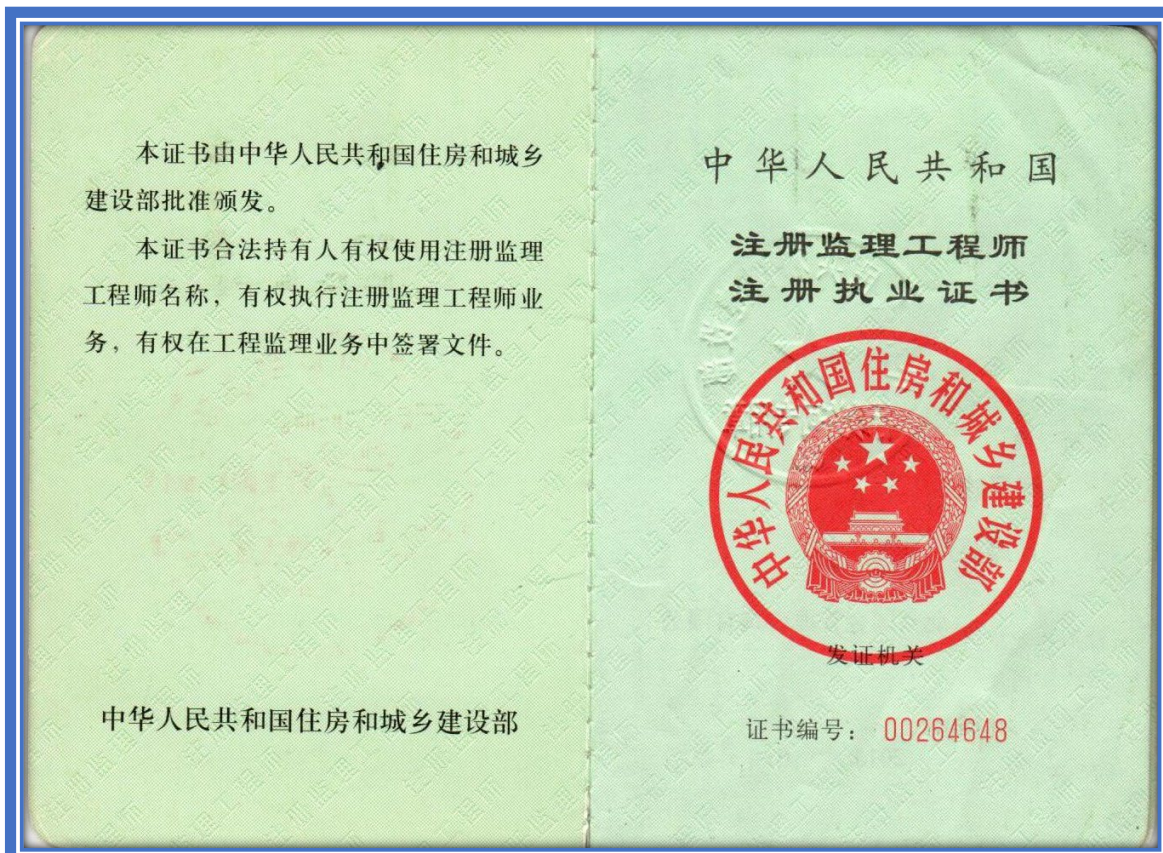 本证书由中华人民共和国住房和城乡
建设部批准颁发。
本证书合法持有人有权使用注册监理
工程师名称，有权执行注册监理工程师业
务，有权在工程监理业务中签署文件。
中华人民共和国住房和城乡建设部
中华人民共和国
注册监理工程师
注册执业证书
中华人民共和国住房和城乡建设部
发证机关
证书编号：00264648